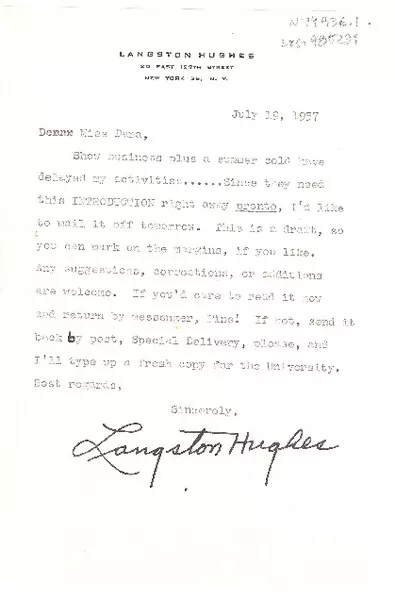 LANGSTON HUGHES
20 EAST 127TH STREET
NEW YORK 35, N. Y.
July 19, 1957
Miss Dana,
Show business plus a summer cold have
delayed my activities......Since they need
this INTRODUCTION right away pronto, I'd like
to mail it off tomorrow. This is a draft, so
you can mark on the margins, if you like.
Any suggestions, corrections, or additions
are welcome. If you'd care to read it now
and return by messenger, fine! If not, send it
back by post, Special Delivery, please, and
I'll type up a fresh copy for the University.
Best regards,
Sincerely,
Langston Hughes